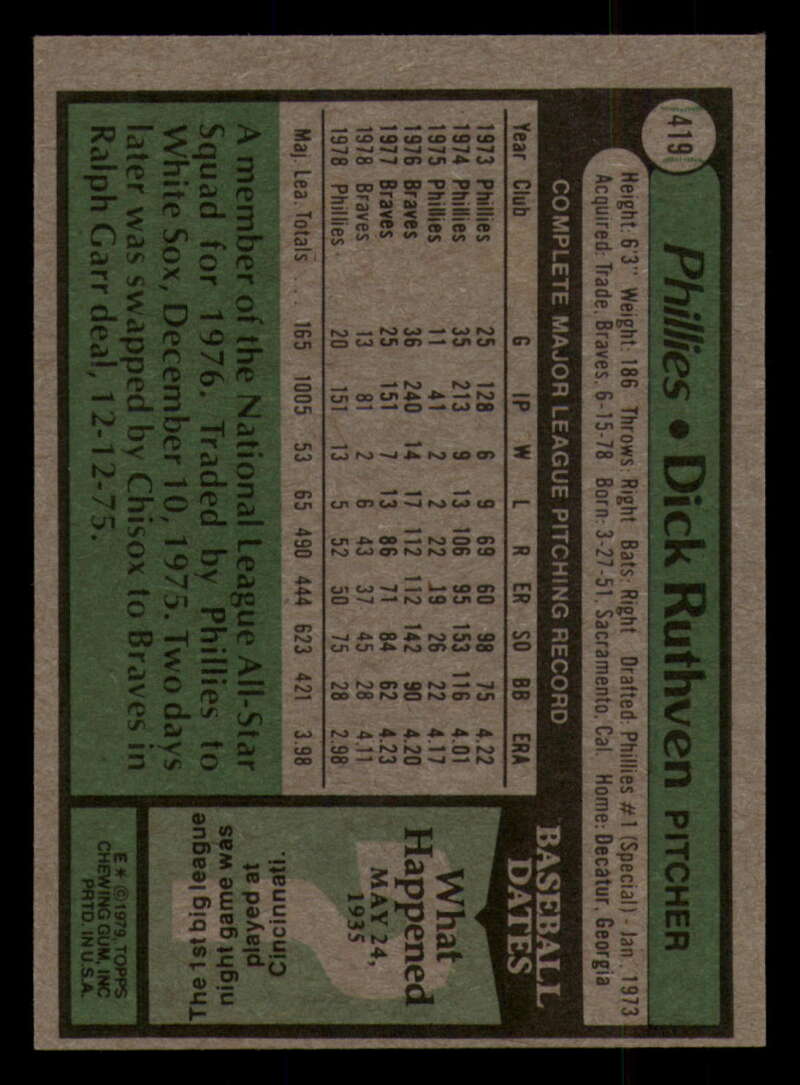 419
Phillies • Dick Ruthven PITCHER
Height: 6'3" Weight: 186 Throws: Right Bats: Right Drafted: Phillies #1 (Special) - Jan., 1973
Acquired: Trade, Braves, 6-15-78 Born: 3-27-51, Sacramento, Cal. Home: Decatur, Georgia
COMPLETE MAJOR LEAGUE PITCHING RECORD
Year Club G IP W L R ER SO BB ERA
1973 Phillies 25 128 6 9 69 60 98 75 4.22
1974 Phillies 35 213 9 13 106 95 153 116 4.01
1975 Phillies 11 41 2 2 22 19 26 22 4.17
1976 Braves 36 240 14 17 112 112 142 90 4.20
1977 Braves 25 151 7 13 86 71 84 62 4.23
1978 Braves 13 81 2 6 43 37 45 28 4.11
1978 Phillies 20 151 13 5 52 50 75 28 2.98
Maj. Lea. Totals . . . 165 1005 53 65 490 444 623 421 3.98
A member of the National League All-Star
Squad for 1976. Traded by Phillies to
White Sox, December 10, 1975. Two days
later was swapped by Chisox to Braves in
Ralph Garr deal, 12-12-75.
BASEBALL
DATES
What
Happened
MAY 24,
1935
The 1st big league
night game was
played at
Cincinnati.
E* © 1979, TOPPS
CHEWING GUM, INC
PRTD. IN U.S.A.